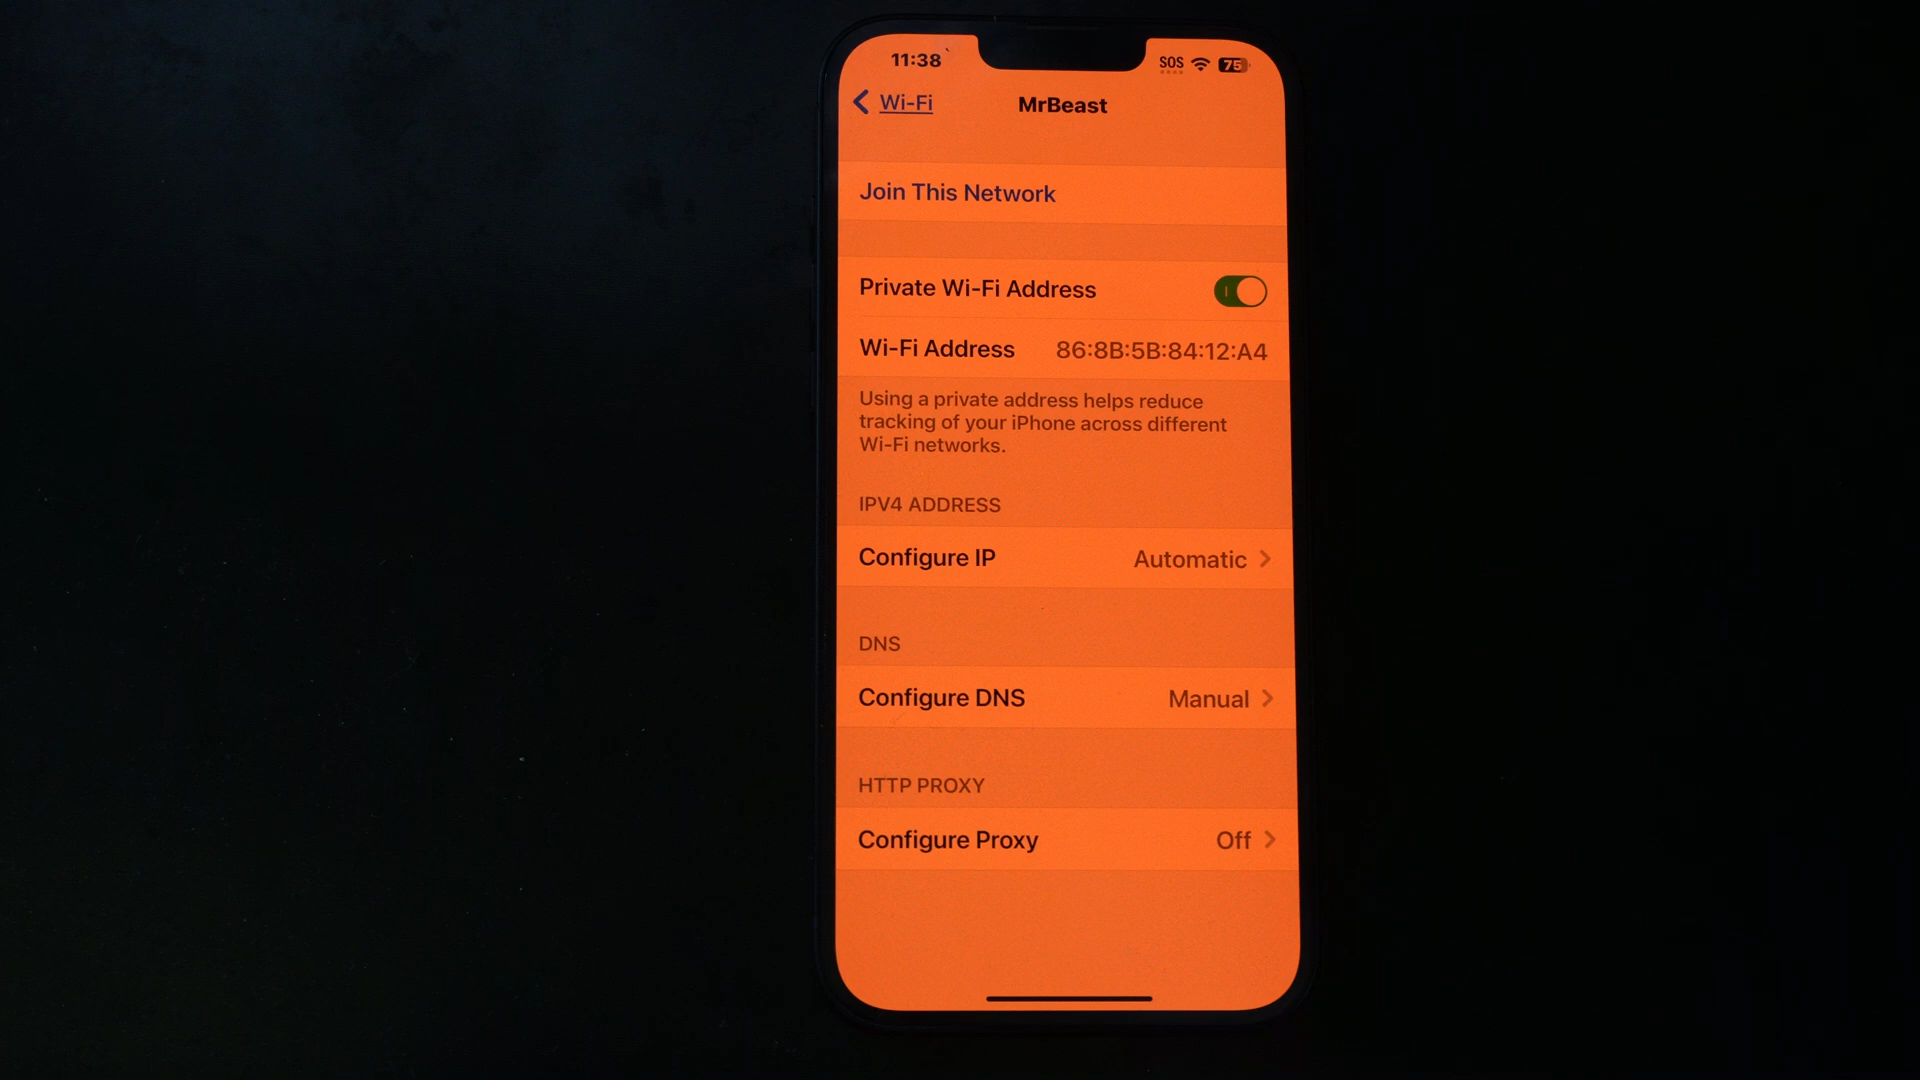 11:38
SOS
75
Wi-Fi
MrBeast
Join This Network
Private Wi-Fi Address
Wi-Fi Address 86:8B:5B:84:12:A4
Using a private address helps reduce
tracking of your iPhone across different
Wi-Fi networks.
IPV4 ADDRESS
Configure IP Automatic
DNS
Configure DNS Manual
HTTP PROXY
Configure Proxy Off